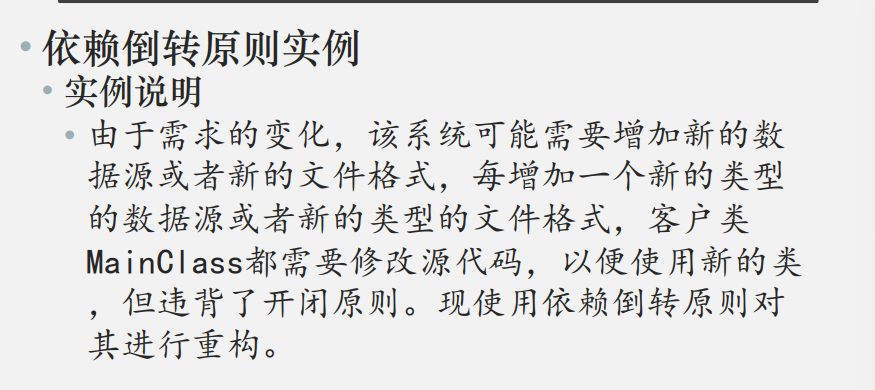 依赖倒转原则实例
实例说明
由于需求的变化，该系统可能需要增加新的数
据源或者新的文件格式，每增加一个新的类型
的数据源或者新的类型的文件格式，客户类
MainClass都需要修改源代码，以便使用新的类
，但违背了开闭原则。现使用依赖倒转原则对
其进行重构。